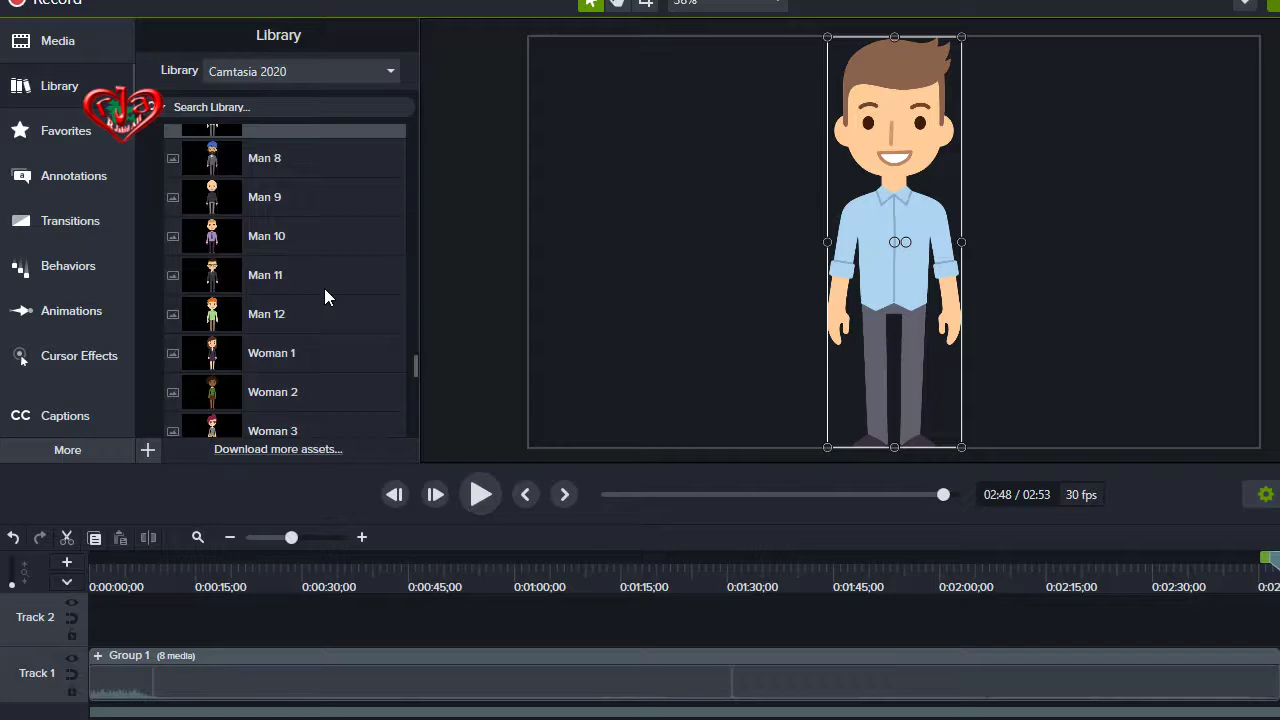 Record
Media
Library
Favorites
Annotations
Transitions
Behaviors
Animations
Cursor Effects
CC Captions
More
Library
Library Camtasia 2020
Search Library...
Man 8
Man 9
Man 10
Man 11
Man 12
Woman 1
Woman 2
Woman 3
Download more assets...
02:48 / 02:53 30 fps
0:00:00;00 0:00:15;00 0:00:30;00 0:00:45;00 0:01:00;00 0:01:15;00 0:01:30;00 0:01:45;00 0:02:00;00 0:02:15;00 0:02:30;00
Track 2
Group 1 (8 media)
Track 1